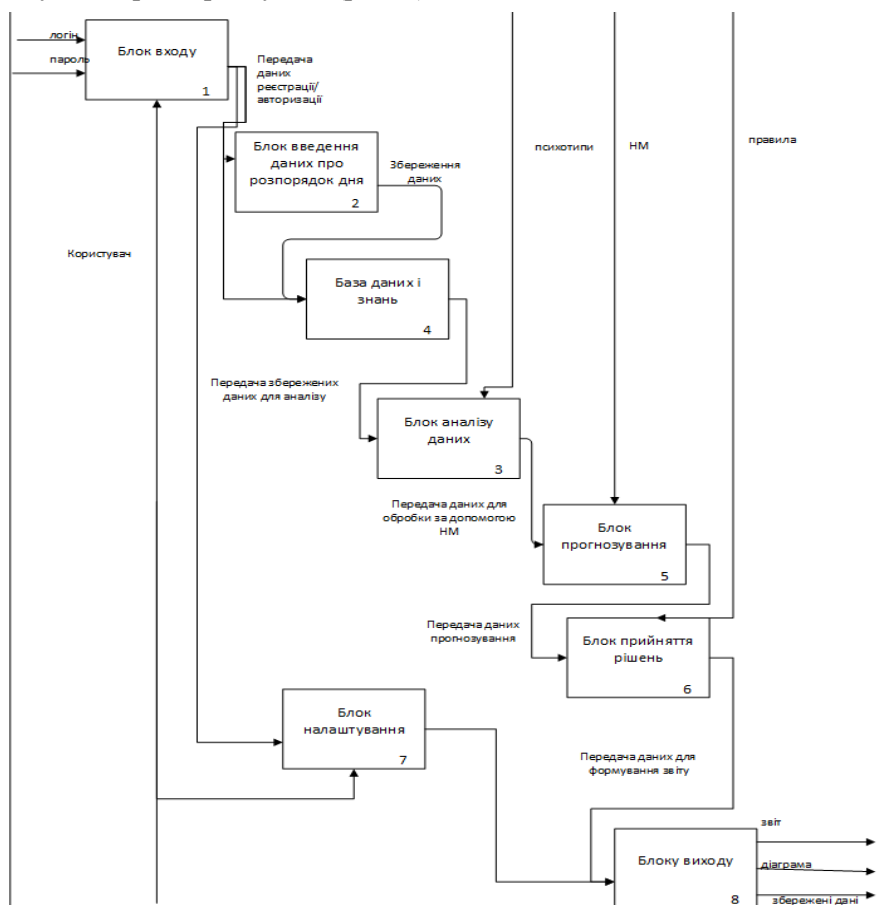 логін
пароль
Блок входу
1
Передача
даних
реєстрації/
авторизації
Блок введення
даних про
розпорядок дня
2
Збереження
даних
психотипи
НМ
правила
Користувач
База даних і
знань
4
Передача збережених
даних для аналізу
Блок аналізу
даних
3
Передача даних для
обробки за допомогою
НМ
Блок
прогнозування
5
Передача даних
прогнозування
Блок прийняття
рішень
6
Блок
налаштування
7
Передача даних для
формування звіту
Блоку виходу
8
звіт
діаграма
збережені дані